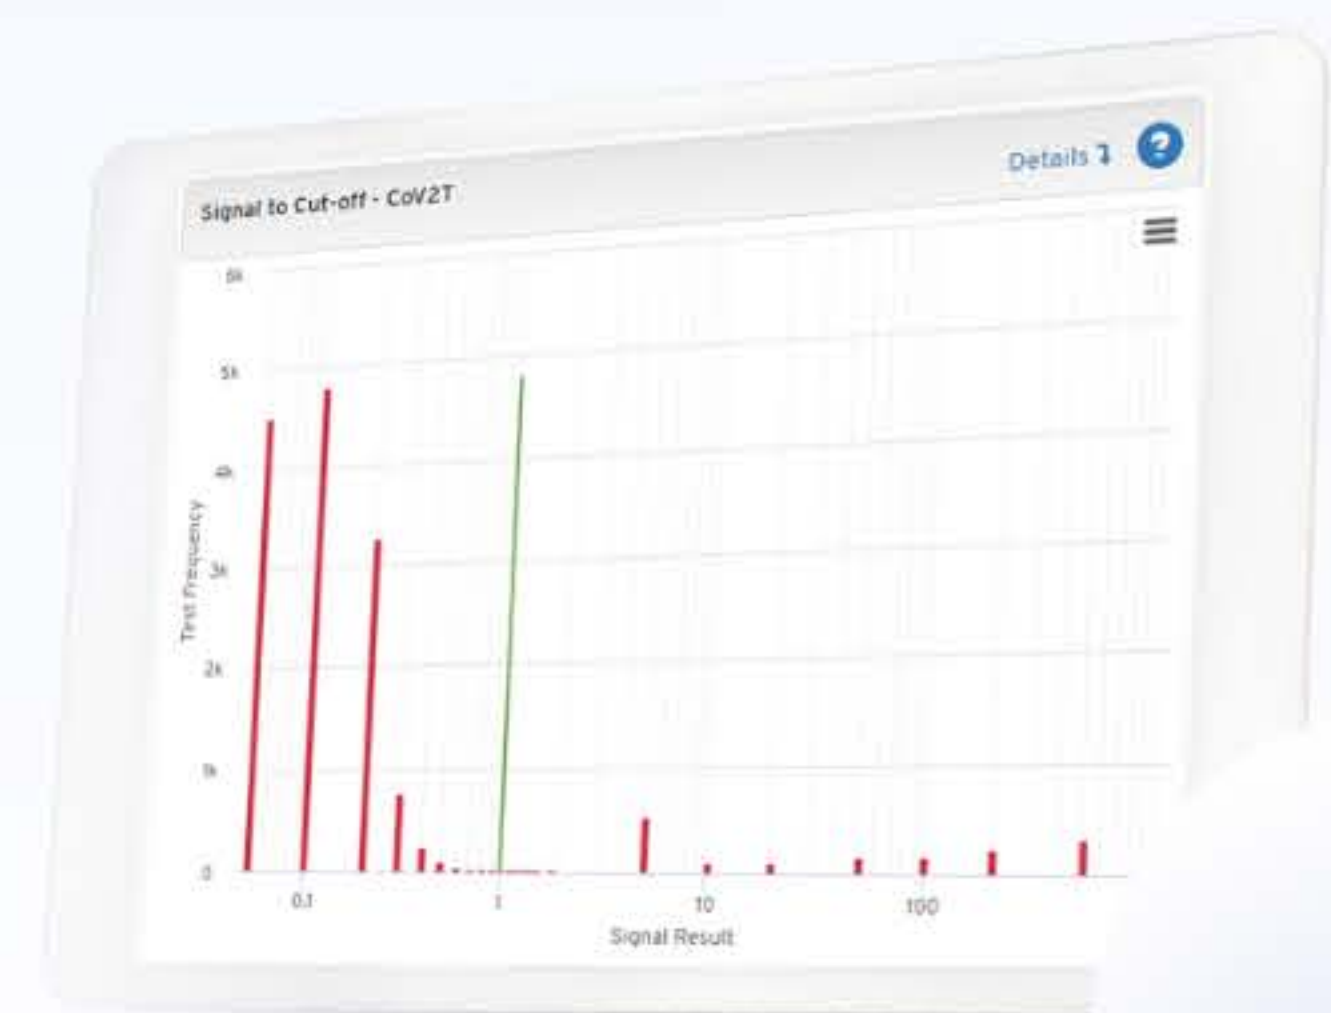 Signal to Cut-off - CoV2T
Details
?
6k
5k
4k
3k
2k
1k
0
Test Frequency
0.1
1
10
100
Signal Result